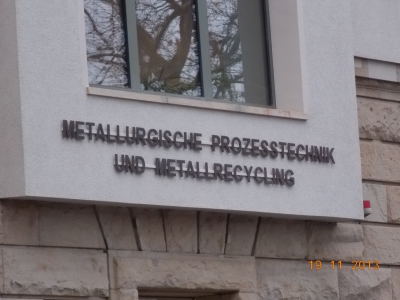 METALLURGISCHE PROZESSTECHNIK
UND METALLRECYCLING
19 11 2013